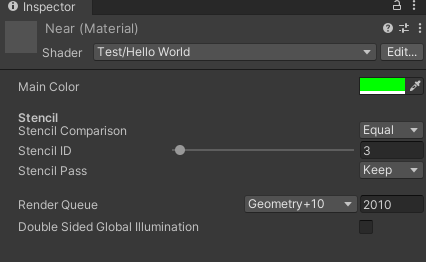 Inspector
Near (Material)
Shader Test/Hello World Edit...
Main Color
Stencil
Stencil Comparison Equal
Stencil ID 3
Stencil Pass Keep
Render Queue Geometry+10 2010
Double Sided Global Illumination